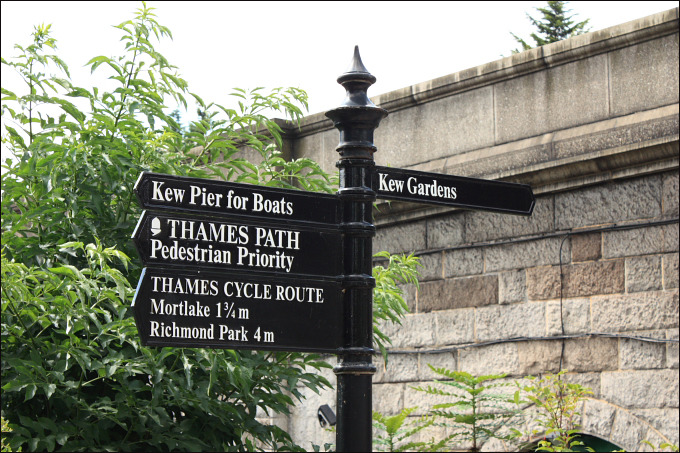 Kew Pier for Boats
THAMES PATH
Pedestrian Priority
THAMES CYCLE ROUTE
Mortlake 1¾ m
Richmond Park 4 m
Kew Gardens